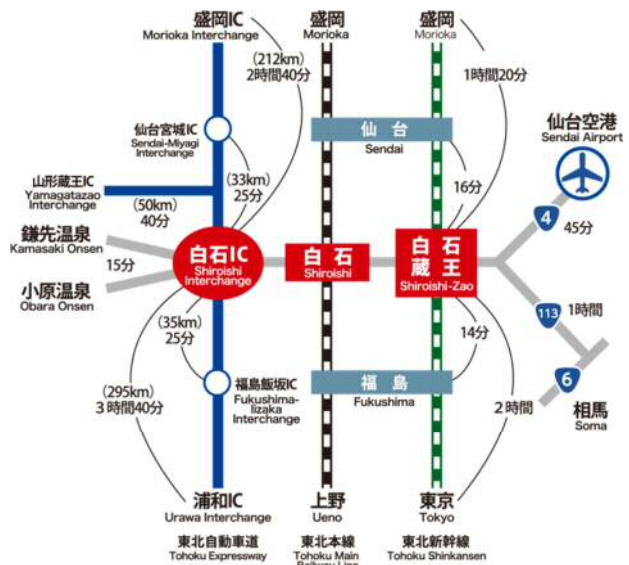 盛岡IC
Morioka Interchange
盛岡
Morioka
盛岡
Morioka
(212km)
2時間40分
1時間20分
仙台宮城IC
Sendai-Miyagi
Interchange
仙台
Sendai
仙台空港
Sendai Airport
山形蔵王IC
Yamagatazao
Interchange
(50km)
40分
(33km)
25分
16分
4
45分
鎌先温泉
Kamasaki Onsen
15分
小原温泉
Obara Onsen
白石IC
Shiroishi
Interchange
白石
Shiroishi
白石
蔵王
Shiroishi-Zao
113
1時間
(35km)
25分
14分
(295km)
3時間40分
福島飯坂IC
Fukushima-
Iizaka
Interchange
福島
Fukushima
2時間
6
相馬
Soma
浦和IC
Urawa Interchange
上野
Ueno
東京
Tokyo
東北自動車道
Tohoku Expressway
東北本線
Tohoku Main
Railway Line
東北新幹線
Tohoku Shinkansen